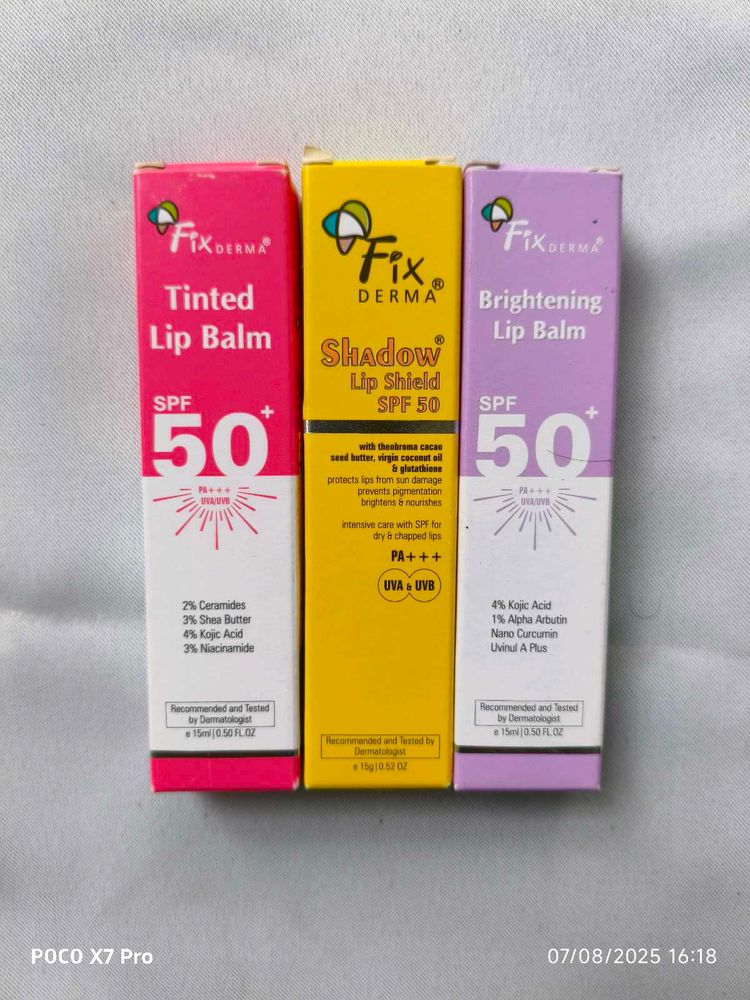 Fix DERMA®
Tinted
Lip Balm
SPF
50+
PA+++
UVA/UVB
2% Ceramides
3% Shea Butter
4% Kojic Acid
3% Niacinamide
Recommended and Tested
by Dermatologist
e 15ml | 0.50 FL.OZ
Fix®
DERMA
Shadow®
Lip Shield
SPF 50
with theobroma cacao
seed butter, virgin coconut oil
& glutathione
protects lips from sun damage
prevents pigmentation
brightens & nourishes
intensive care with SPF for
dry & chapped lips
PA+++
UVA & UVB
Recommended and Tested by
Dermatologist
e 15g | 0.52 OZ
Fix DERMA®
Brightening
Lip Balm
SPF
50+
PA+++
UVA/UVB
4% Kojic Acid
1% Alpha Arbutin
Nano Curcumin
Uvinul A Plus
Recommended and Tested
by Dermatologist
e 15ml | 0.50 FL.OZ
POCO X7 Pro
07/08/2025 16:18